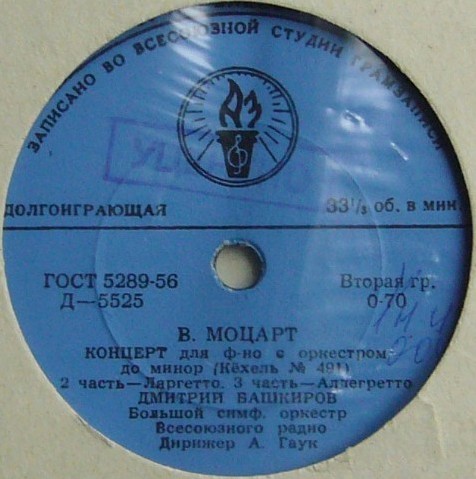 ЗАПИСАНО ВО ВСЕСОЮЗНОЙ СТУДИИ ГРАМЗАПИСИ
АЗ
ДОЛГОИГРАЮЩАЯ 33⅓ об. в мин.
ГОСТ 5289-56 Вторая гр.
Д—5525 0-70
В. МОЦАРТ
КОНЦЕРТ для ф-но с оркестром
до минор (Кёхель № 491)
2 часть—Ларгетто. 3 часть—Аллегретто
ДМИТРИЙ БАШКИРОВ
Большой симф. оркестр
Всесоюзного радио
Дирижер А. Гаук